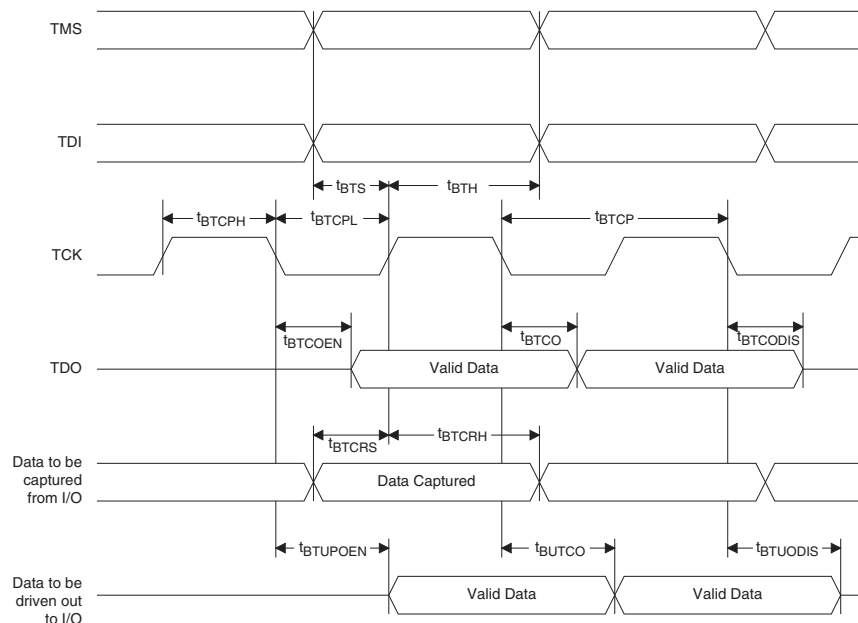 TMS
TDI
tBTS
tBTH
tBTCPH
tBTCPL
tBTCP
TCK
tBTCOEN
tBTCO
tBTCODIS
TDO
Valid Data
Valid Data
tBTCRS
tBTCRH
Data to be
captured
from I/O
Data Captured
tBTUPOEN
tBUTCO
tBTUODIS
Data to be
driven out
to I/O
Valid Data
Valid Data